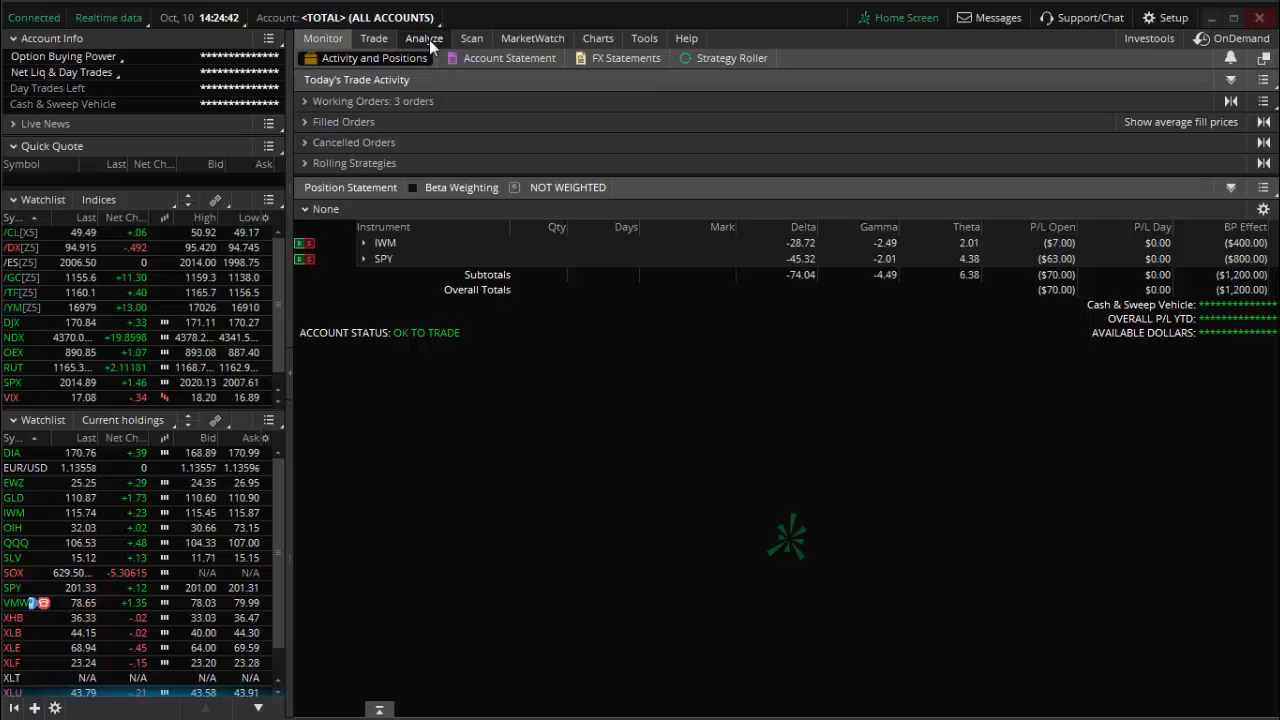 Connected Realtime data Oct, 10 14:24:42 Account: <TOTAL> (ALL ACCOUNTS) Home Screen Messages Support/Chat Setup
Account Info
Option Buying Power **************
Net Liq & Day Trades **************
Day Trades Left **************
Cash & Sweep Vehicle **************
Live News
Quick Quote
Symbol Last Net Ch... Bid Ask
Watchlist Indices
Sy... Last Net Ch... High Low
/CL[X5] 49.49 +.06 50.92 49.17
/DX[Z5] 94.915 -.492 95.420 94.745
/ES[Z5] 2006.50 0 2014.00 1998.75
/GC[Z5] 1155.6 +11.30 1159.3 1138.0
/TF[Z5] 1160.1 +.40 1165.7 1156.5
/YM[Z5] 16979 +13.00 17026 16910
DJX 170.84 +.33 171.11 170.27
NDX 4370.0... +19.8598 4378.2... 4341.5...
OEX 890.85 +1.07 893.08 887.40
RUT 1165.3... +2.11181 1168.7... 1162.9...
SPX 2014.89 +1.46 2020.13 2007.61
VIX 17.08 -.34 18.20 16.89
Watchlist Current holdings
Sy... Last Net Ch... Bid Ask
DIA 170.76 +.39 168.89 170.99
EUR/USD 1.13558 0 1.13557 1.13596
EWZ 25.25 +.29 24.35 26.95
GLD 110.87 +1.73 110.60 110.90
IWM 115.74 +.23 115.45 115.87
OIH 32.03 +.02 30.66 73.15
QQQ 106.53 +.48 104.33 107.00
SLV 15.12 +.13 11.71 15.15
SOX 629.50... -5.30615 N/A N/A
SPY 201.33 +.12 201.00 201.31
VMW 78.65 +1.35 78.03 79.99
XHB 36.33 -.02 33.03 36.47
XLB 44.15 -.02 40.00 44.30
XLE 68.94 -.45 64.00 69.59
XLF 23.24 -.15 23.20 23.28
XLT N/A N/A N/A N/A
XLU 43.79 -.21 43.58 43.91
Monitor Trade Analyze Scan MarketWatch Charts Tools Help Investools OnDemand
Activity and Positions Account Statement FX Statements Strategy Roller
Today's Trade Activity
Working Orders: 3 orders
Filled Orders Show average fill prices
Cancelled Orders
Rolling Strategies
Position Statement Beta Weighting NOT WEIGHTED
None
Instrument Qty Days Mark Delta Gamma Theta P/L Open P/L Day BP Effect
B S IWM -28.72 -2.49 2.01 ($7.00) $0.00 ($400.00)
B S SPY -45.32 -2.01 4.38 ($63.00) $0.00 ($800.00)
Subtotals -74.04 -4.49 6.38 ($70.00) $0.00 ($1,200.00)
Overall Totals ($70.00) $0.00 ($1,200.00)
Cash & Sweep Vehicle: **************
OVERALL P/L YTD: **************
ACCOUNT STATUS: OK TO TRADE AVAILABLE DOLLARS: **************